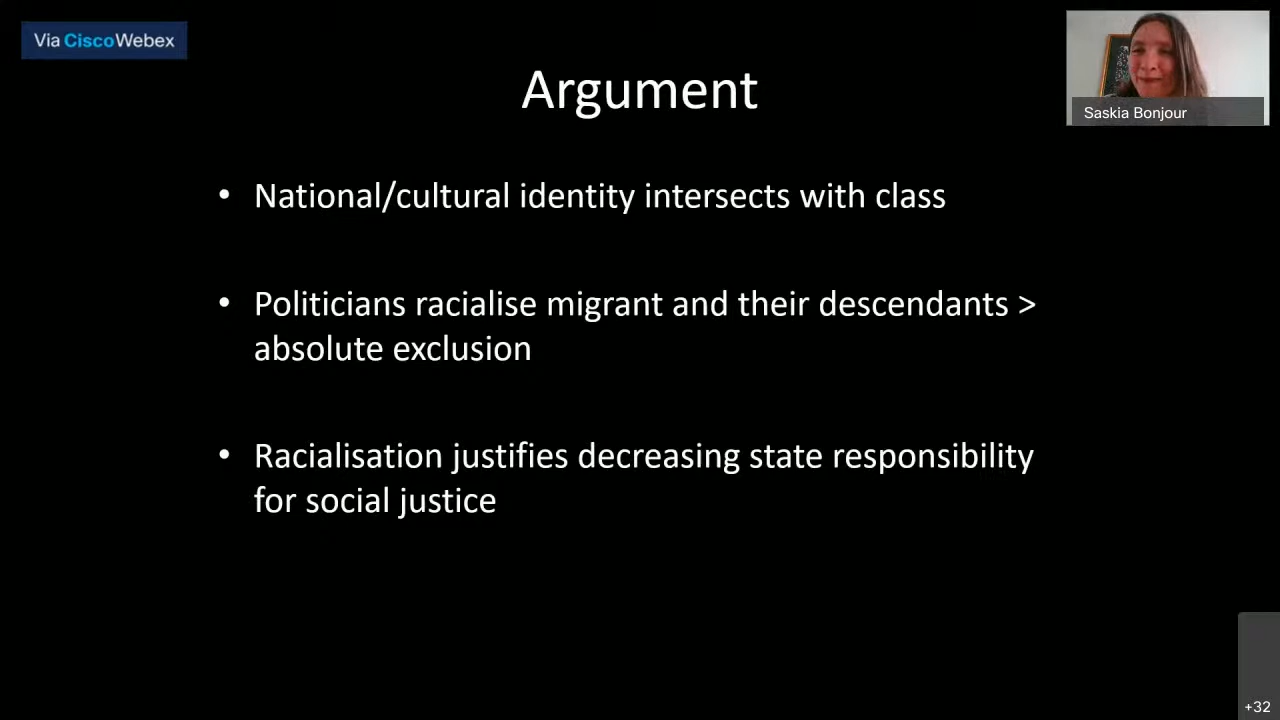 Via CiscoWebex
Argument
Saskia Bonjour
• National/cultural identity intersects with class
• Politicians racialise migrant and their descendants >
absolute exclusion
• Racialisation justifies decreasing state responsibility
for social justice
+32